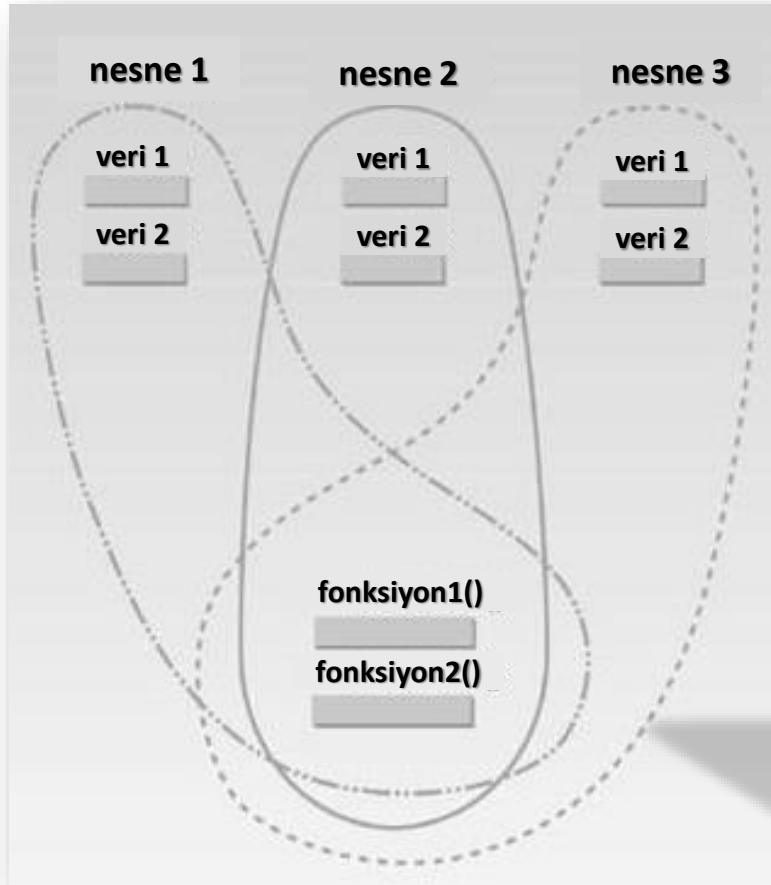 nesne 1 nesne 2 nesne 3
veri 1 veri 1 veri 1
veri 2 veri 2 veri 2
fonksiyon1()
fonksiyon2()